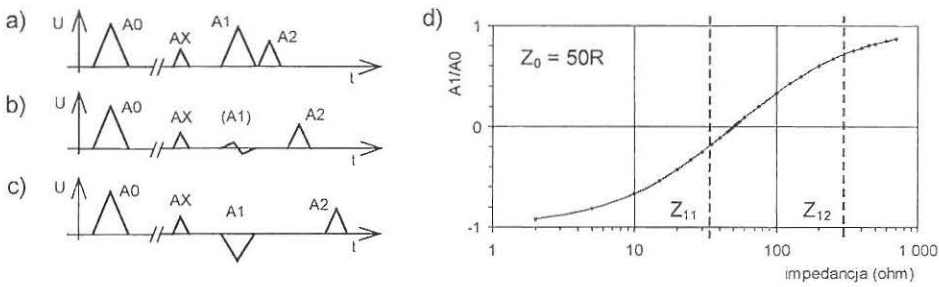 a)
U
A0
AX
A1
A2
t
b)
U
A0
AX
(A1)
A2
t
c)
U
A0
AX
A1
A2
t
d)
A1/A0
1
0
-1
Z₀ = 50R
Z₁₁
Z₁₂
1
10
100
1 000
impedancja (ohm)